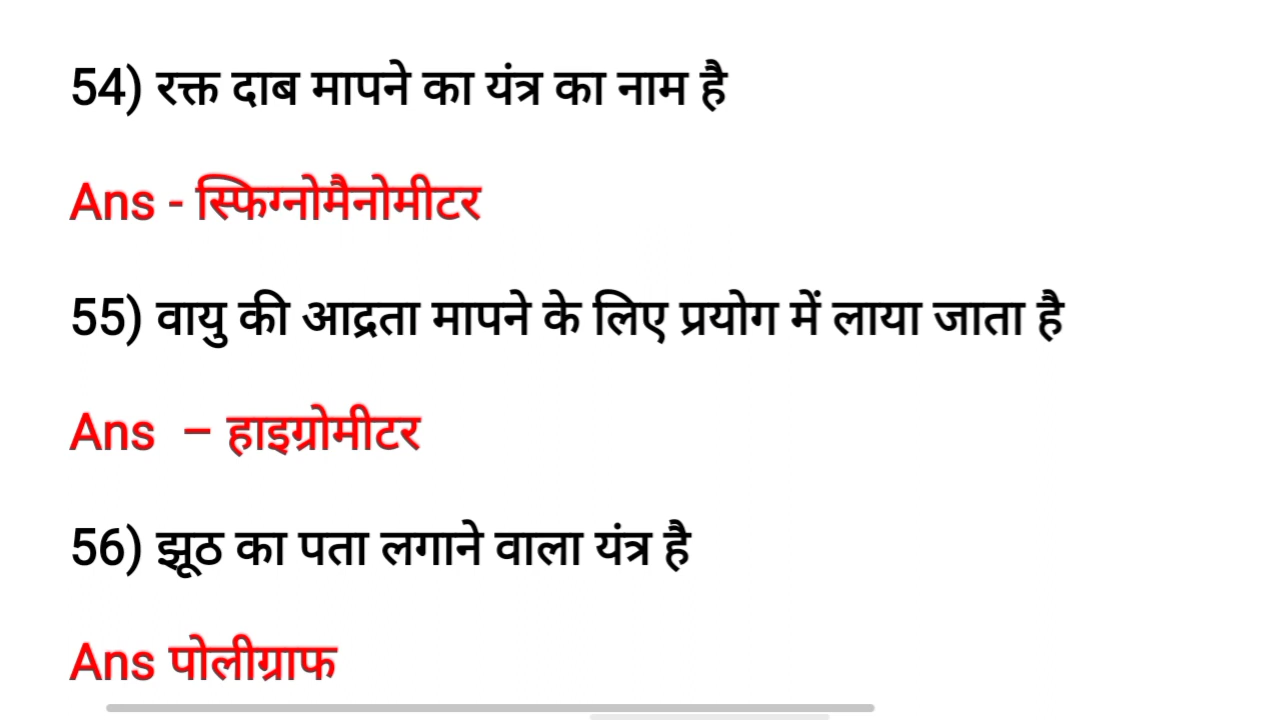 54) रक्त दाब मापने का यंत्र का नाम है
Ans - स्फिग्नोमैनोमीटर
55) वायु की आद्रता मापने के लिए प्रयोग में लाया जाता है
Ans – हाइग्रोमीटर
56) झूठ का पता लगाने वाला यंत्र है
Ans पोलीग्राफ